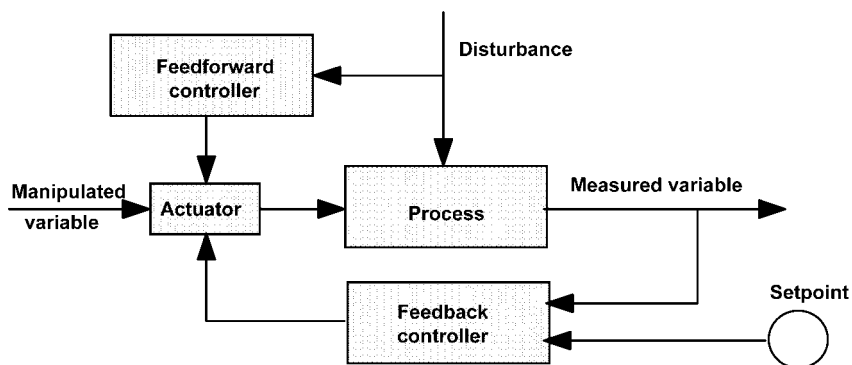 Disturbance
Feedforward
controller
Manipulated
variable
Actuator
Process
Measured variable
Feedback
controller
Setpoint